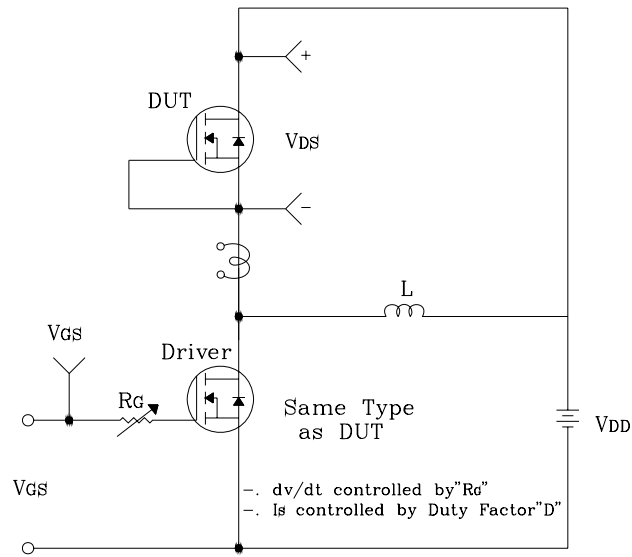 +
DUT
VDS
-
L
VGS
Driver
RG
Same Type
as DUT
VDD
VGS
-. dv/dt controlled by"RG"
-. Is controlled by Duty Factor"D"